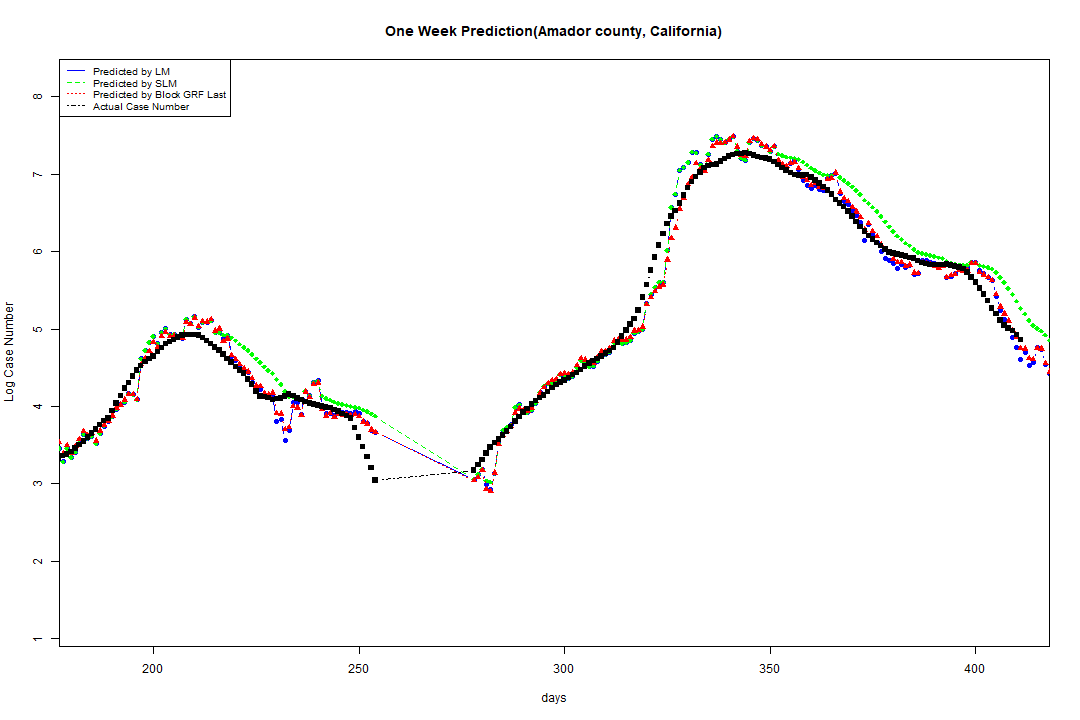 One Week Prediction(Amador county, California)
Predicted by LM
Predicted by SLM
Predicted by Block GRF Last
Actual Case Number
Log Case Number
8
7
6
5
4
3
2
1
200 250 300 350 400
days